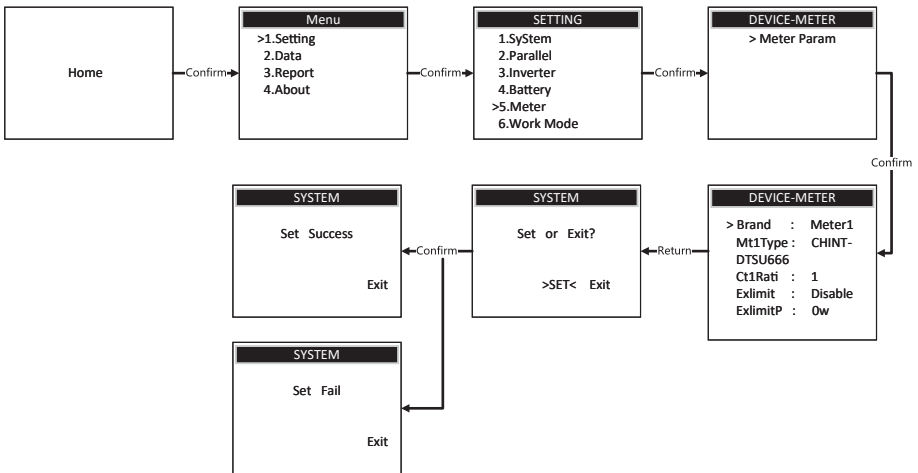 Home
Confirm
Menu
>1.Setting
2.Data
3.Report
4.About
Confirm
SETTING
1.SyStem
2.Parallel
3.Inverter
4.Battery
>5.Meter
6.Work Mode
Confirm
DEVICE-METER
> Meter Param
Confirm
DEVICE-METER
> Brand : Meter1
Mt1Type : CHINT-
DTSU666
Ct1Rati : 1
Exlimit : Disable
ExlimitP : 0w
Return
SYSTEM
Set or Exit?
>SET< Exit
Confirm
SYSTEM
Set Success
Exit
SYSTEM
Set Fail
Exit